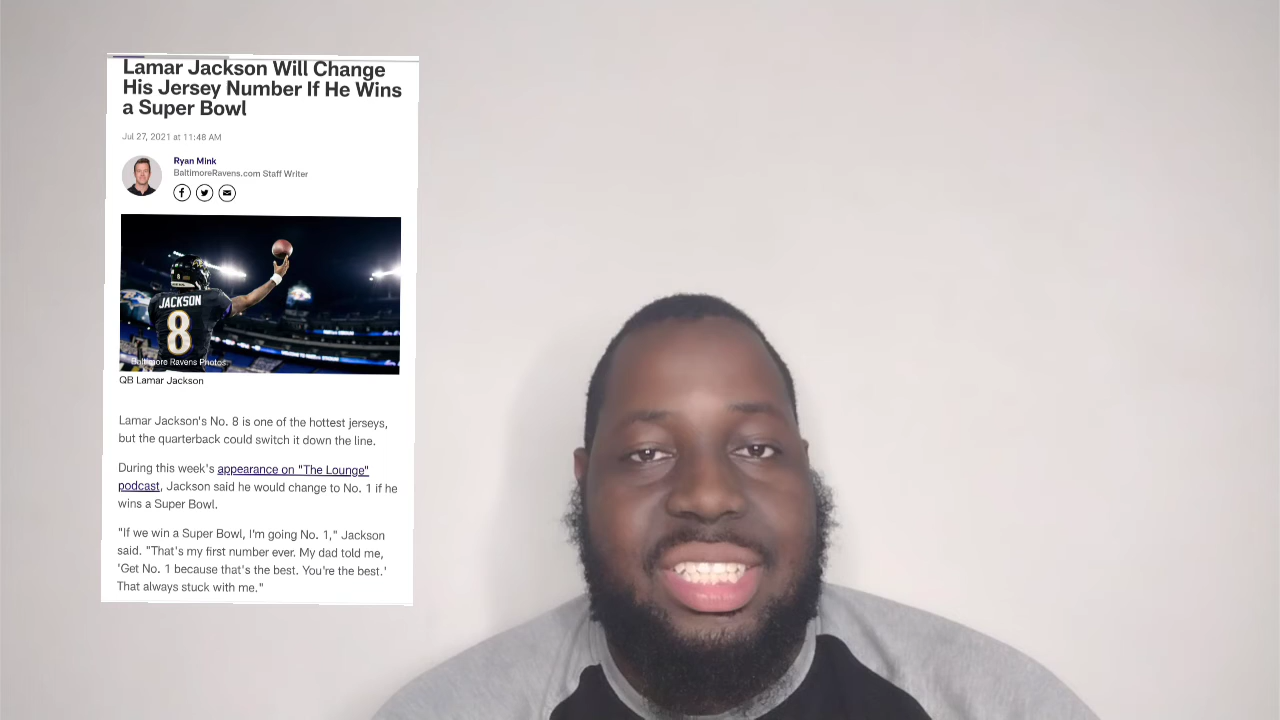 Lamar Jackson Will Change
His Jersey Number If He Wins
a Super Bowl
Jul 27, 2021 at 11:48 AM
Ryan Mink
BaltimoreRavens.com Staff Writer
JACKSON
8
8
Baltimore Ravens Photos
QB Lamar Jackson
Lamar Jackson's No. 8 is one of the hottest jerseys,
but the quarterback could switch it down the line.
During this week's appearance on "The Lounge"
podcast, Jackson said he would change to No. 1 if he
wins a Super Bowl.
"If we win a Super Bowl, I'm going No. 1," Jackson
said. "That's my first number ever. My dad told me,
'Get No. 1 because that's the best. You're the best.'
That always stuck with me."